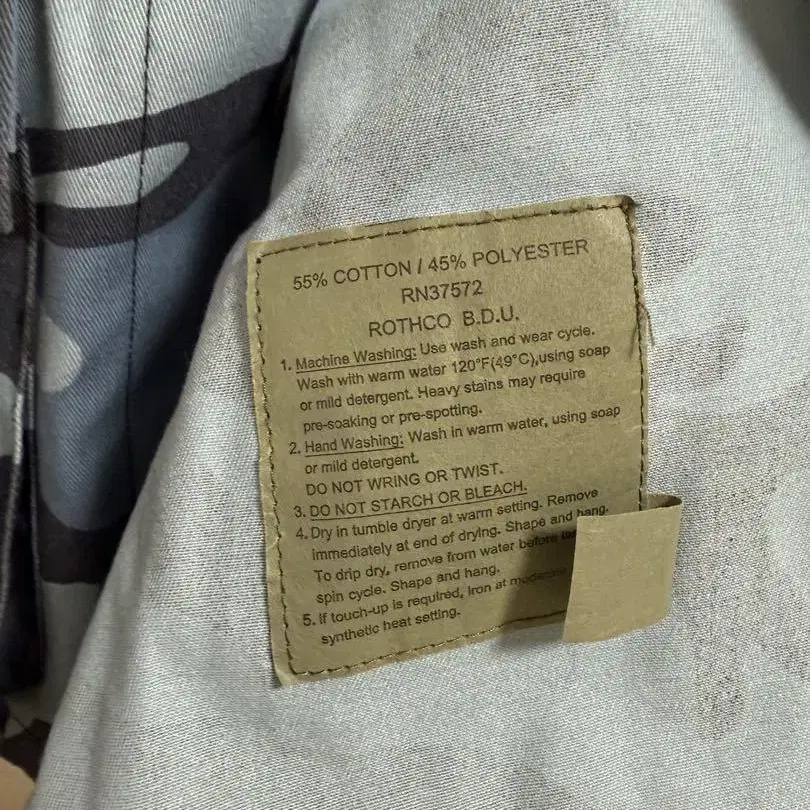 55% COTTON / 45% POLYESTER
RN37572
ROTHCO B.D.U.
1. Machine Washing: Use wash and wear cycle.
Wash with warm water 120°F(49°C),using soap
or mild detergent. Heavy stains may require
pre-soaking or pre-spotting.
2. Hand Washing: Wash in warm water, using soap
or mild detergent.
DO NOT WRING OR TWIST.
3. DO NOT STARCH OR BLEACH.
4. Dry in tumble dryer at warm setting. Remove
immediately at end of drying. Shape and hang.
To drip dry, remove from water before
spin cycle. Shape and hang.
5. If touch-up is required, Iron at moderate
synthetic heat setting.